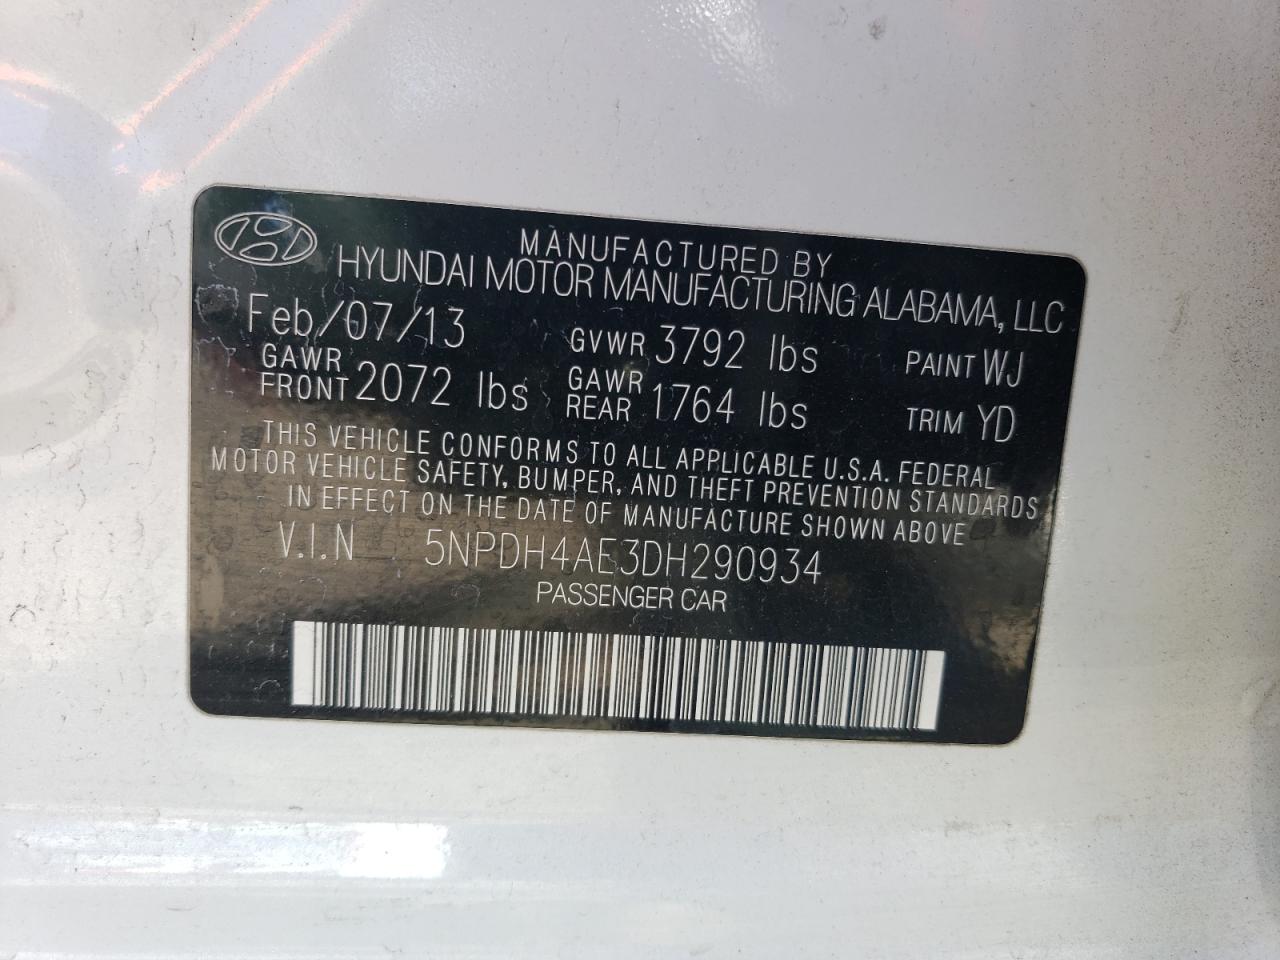 MANUFACTURED BY
HYUNDAI MOTOR MANUFACTURING ALABAMA, LLC
Feb/07/13 GVWR 3792 lbs PAINT WJ
GAWR FRONT 2072 lbs GAWR REAR 1764 lbs TRIM YD
THIS VEHICLE CONFORMS TO ALL APPLICABLE U.S.A. FEDERAL
MOTOR VEHICLE SAFETY, BUMPER, AND THEFT PREVENTION STANDARDS
IN EFFECT ON THE DATE OF MANUFACTURE SHOWN ABOVE
V.I.N 5NPDH4AE3DH290934
PASSENGER CAR